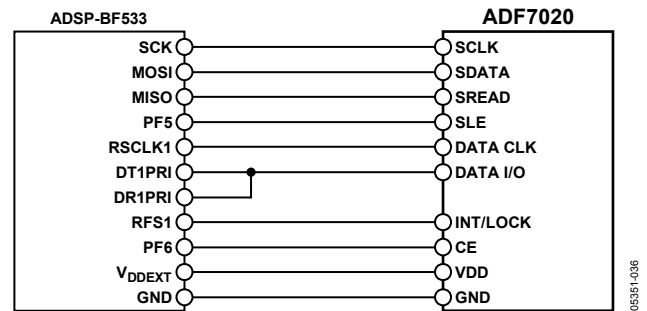 ADSP-BF533 ADF7020
SCK SCLK
MOSI SDATA
MISO SREAD
PF5 SLE
RSCLK1 DATA CLK
DT1PRI DATA I/O
DR1PRI
RFS1 INT/LOCK
PF6 CE
VDDEXT VDD
GND GND
05351-036